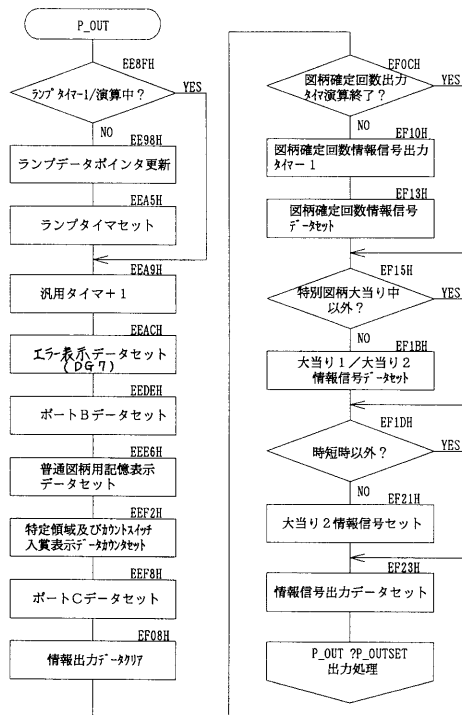 P_OUT
EE8FH
ﾗﾝﾌﾟﾀｲﾏｰ1/演算中？
YES
NO
EE98H
ランプデータポインタ更新
EEA5H
ランプタイマセット
EEA9H
汎用タイマ＋1
EEACH
エラー表示データセット
(DG7)
EEDEH
ポートＢデータセット
EEE6H
普通図柄用記憶表示
データセット
EEF2H
特定領域及びｶｳﾝﾄｽｲｯﾁ
入賞表示ﾃﾞｰﾀｶｳﾝﾀｾｯﾄ
EEF8H
ポートＣデータセット
EF08H
情報出力ﾃﾞｰﾀｸﾘｱ
EF0CH
図柄確定回数出力
ﾀｲﾏ演算終了？
YES
NO
EF10H
図柄確定回数情報信号出力
ﾀｲﾏｰ1
EF13H
図柄確定回数情報信号
ﾃﾞｰﾀｾｯﾄ
EF15H
特別図柄大当り中
以外？
YES
NO
EF1BH
大当り1／大当り2
情報信号ﾃﾞｰﾀｾｯﾄ
EF1DH
時短時以外？
YES
NO
EF21H
大当り2情報信号セット
EF23H
情報信号出力データセット
P_OUT ?P_OUTSET
出力処理